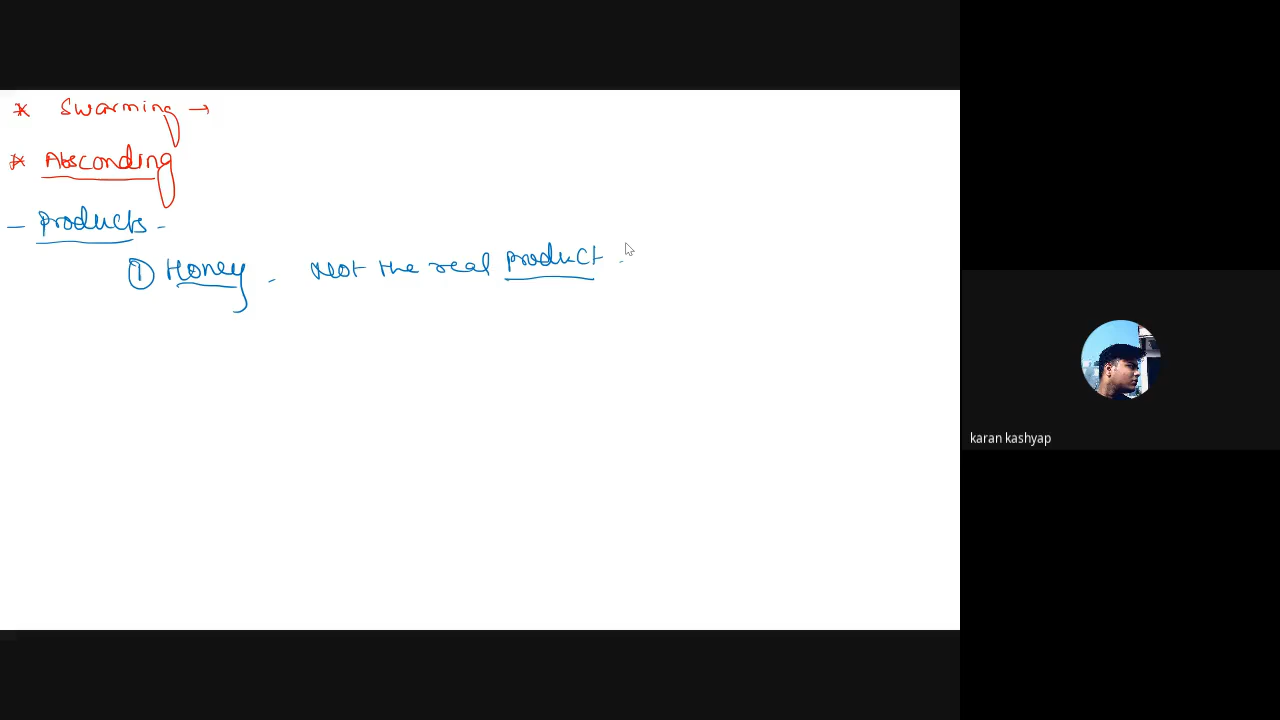 * Swarming →
* Absconding
- Products -
① Honey - Not the real product -
karan kashyap